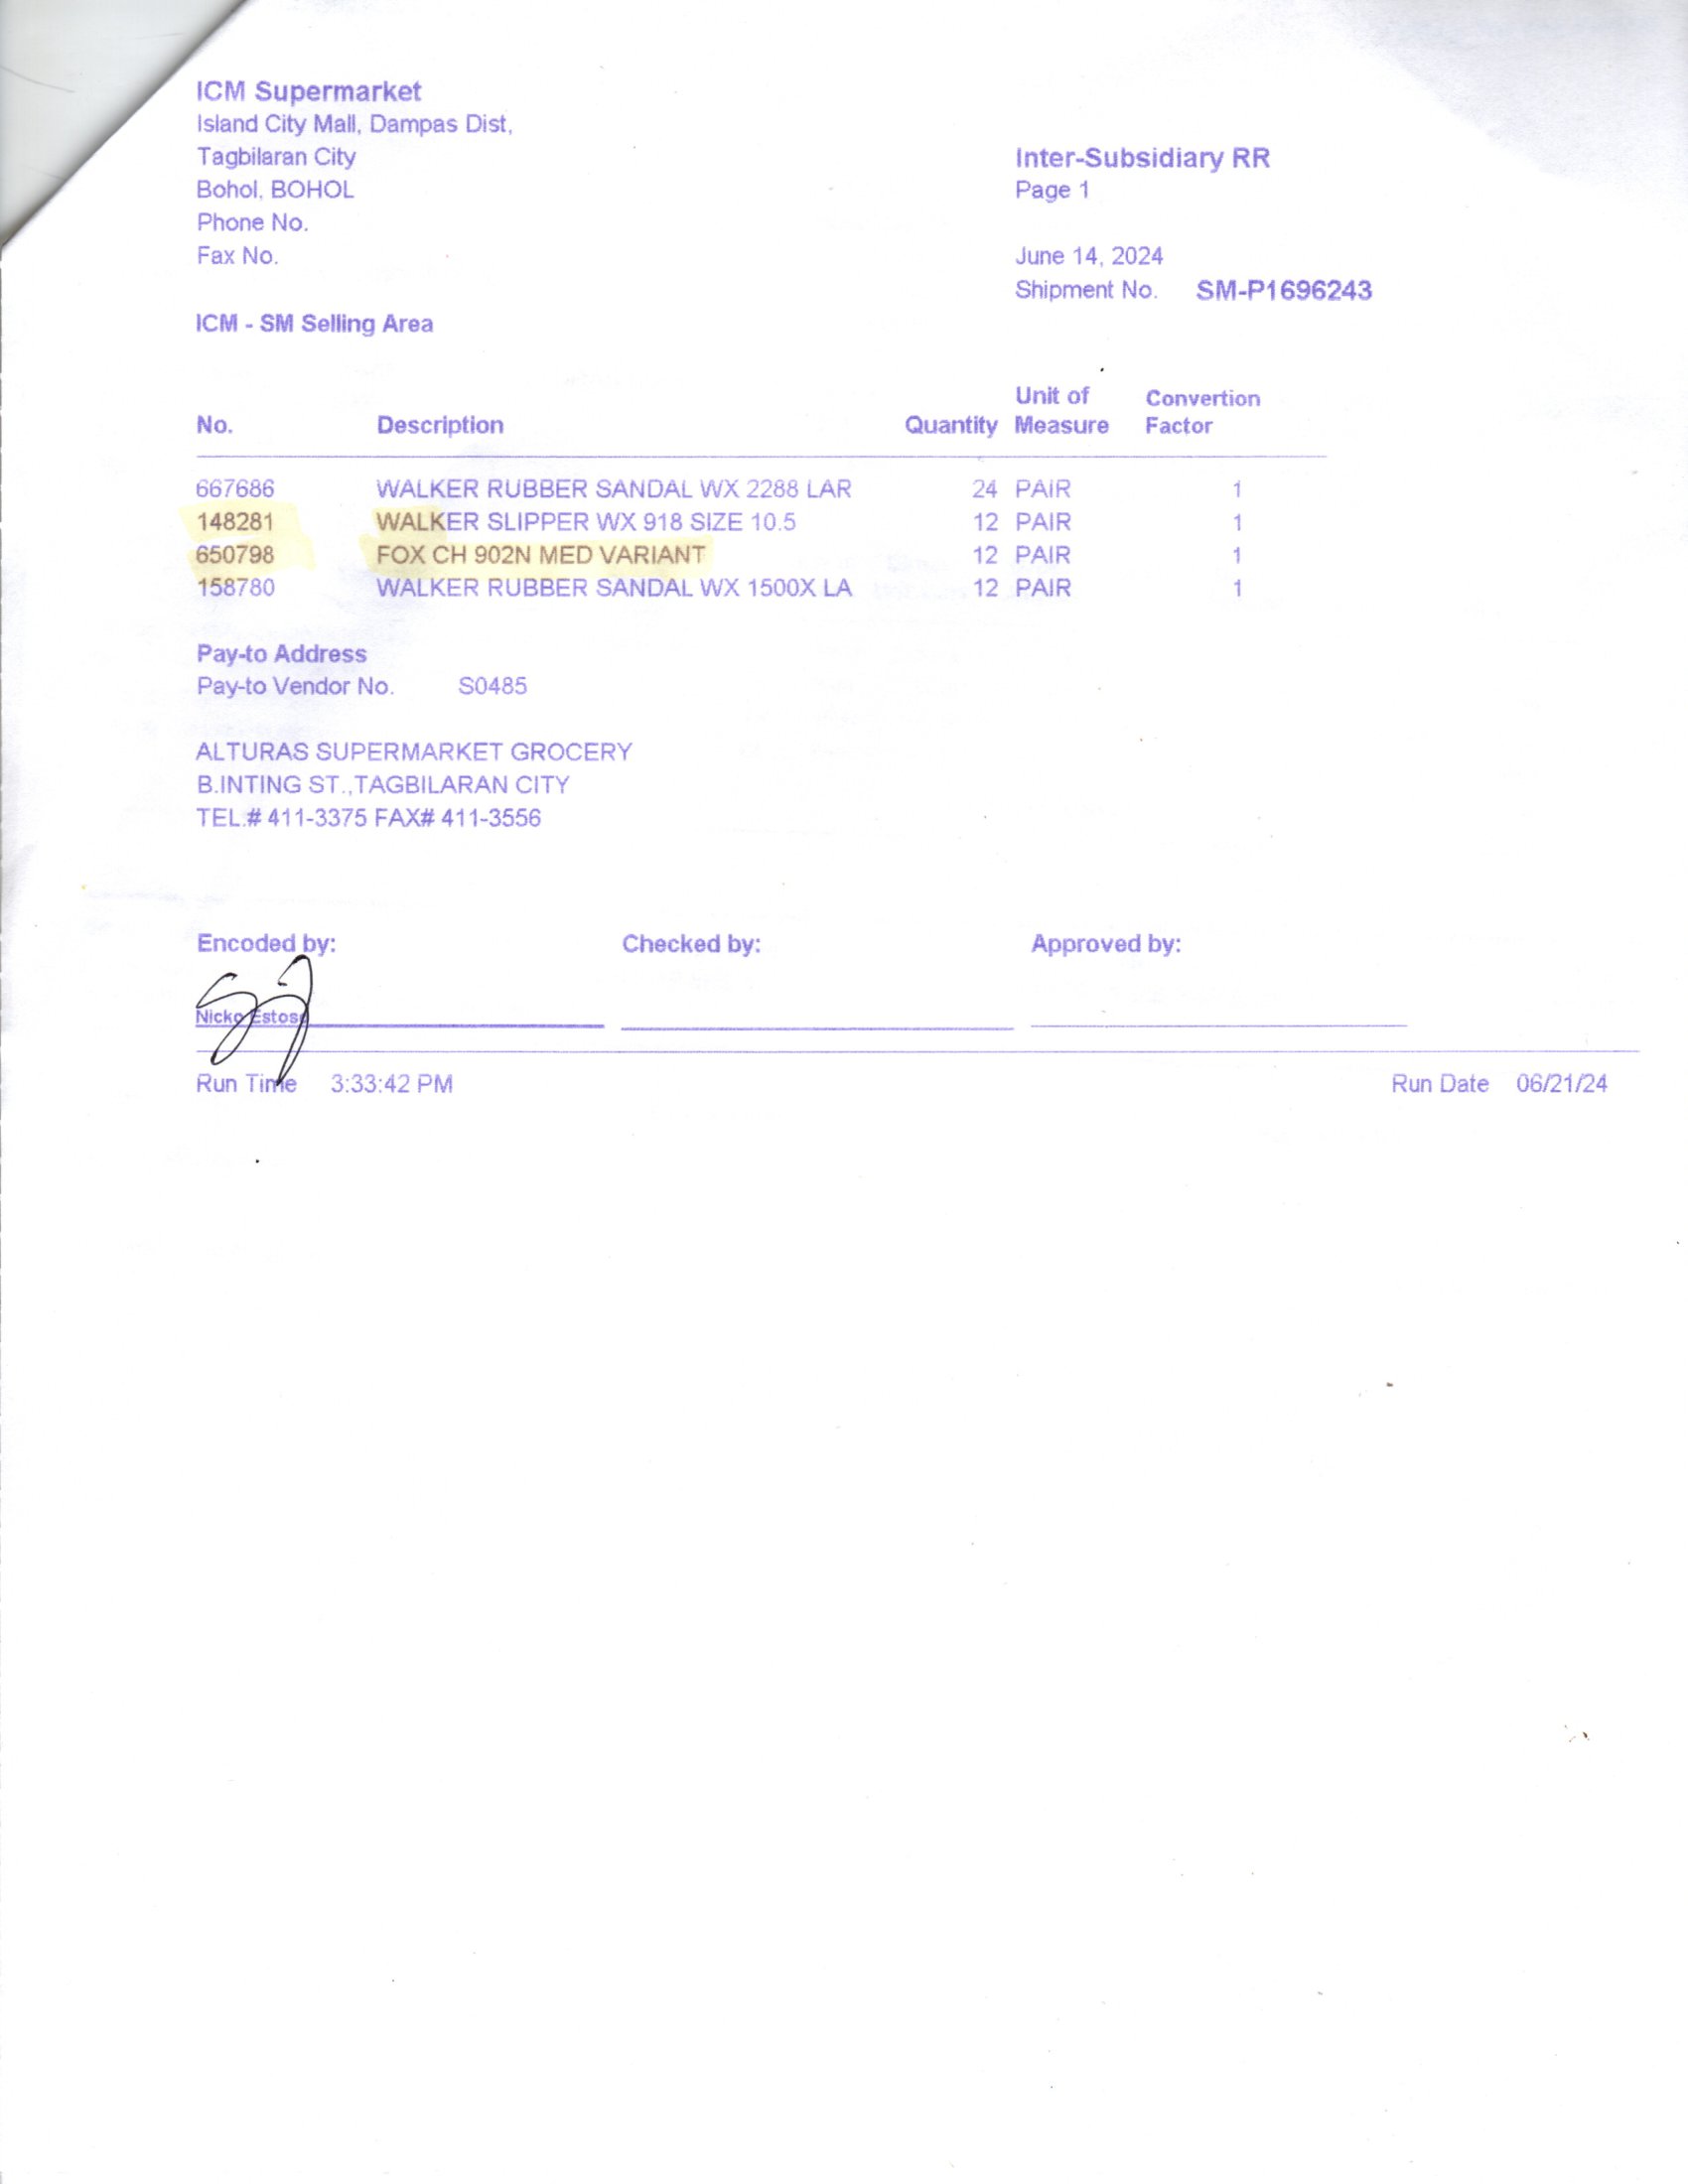 ICM Supermarket
Island City Mall, Dampas Dist,
Tagbilaran City
Inter-Subsidiary RR
Bohol, BOHOL
Page 1
Phone No.
Fax No.
June 14, 2024
Shipment No. SM-P1696243
ICM - SM Selling Area
No. Description Quantity Unit of Measure Convertion Factor
667686 WALKER RUBBER SANDAL WX 2288 LAR 24 PAIR 1
148281 WALKER SLIPPER WX 918 SIZE 10.5 12 PAIR 1
650798 FOX CH 902N MED VARIANT 12 PAIR 1
158780 WALKER RUBBER SANDAL WX 1500X LA 12 PAIR 1
Pay-to Address
Pay-to Vendor No. S0485
ALTURAS SUPERMARKET GROCERY
B.INTING ST.,TAGBILARAN CITY
TEL.# 411-3375 FAX# 411-3556
Encoded by: Checked by: Approved by:
Nicko
Run Time 3:33:42 PM Run Date 06/21/24